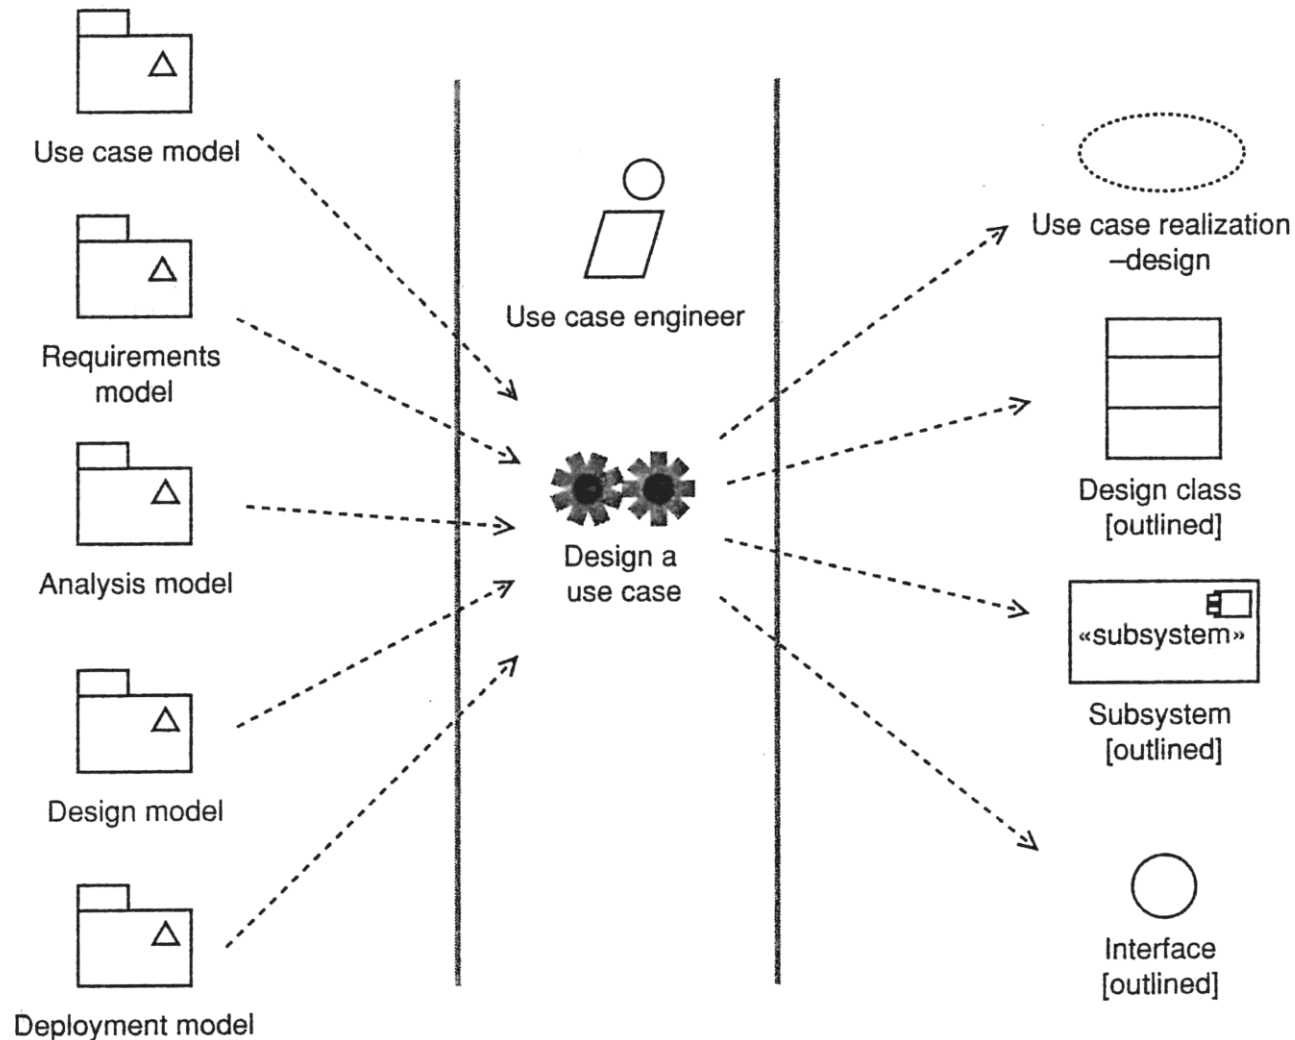 Use case model
Requirements
model
Analysis model
Design model
Deployment model
Use case engineer
Design a
use case
Use case realization
–design
Design class
[outlined]
«subsystem»
Subsystem
[outlined]
Interface
[outlined]